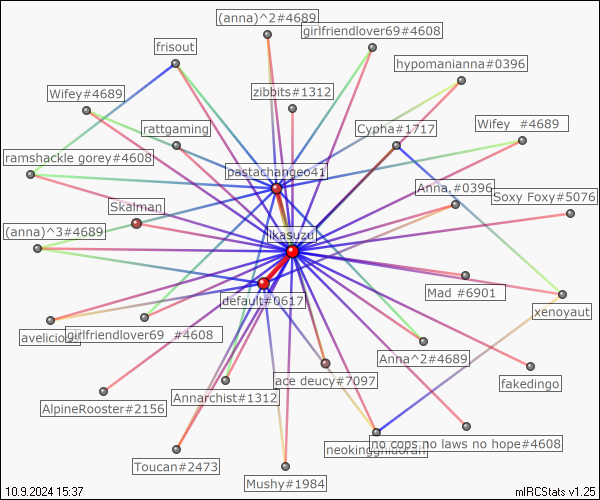 (anna)^2#4689
girlfriendlover69#4608
frisout
hypomanianna#0396
Wifey#4689
zibbits#1312
rattgaming
Cypha#1717
Wifey #4689
ramshackle gorey#4608
pastachangeo41
Anna,#0396
Soxy Foxy#5076
Skalman
(anna)^3#4689
ikasuzu
Mad #6901
default#0617
xenoyaut
girlfriendlover69 #4608
Anna^2#4689
ace deucy#7097
fakedingo
Annarchist#1312
AlpineRooster#2156
no cops no laws no hope#4608
Toucan#2473
Mushy#1984
10.9.2024 15:37
mIRCStats v1.25